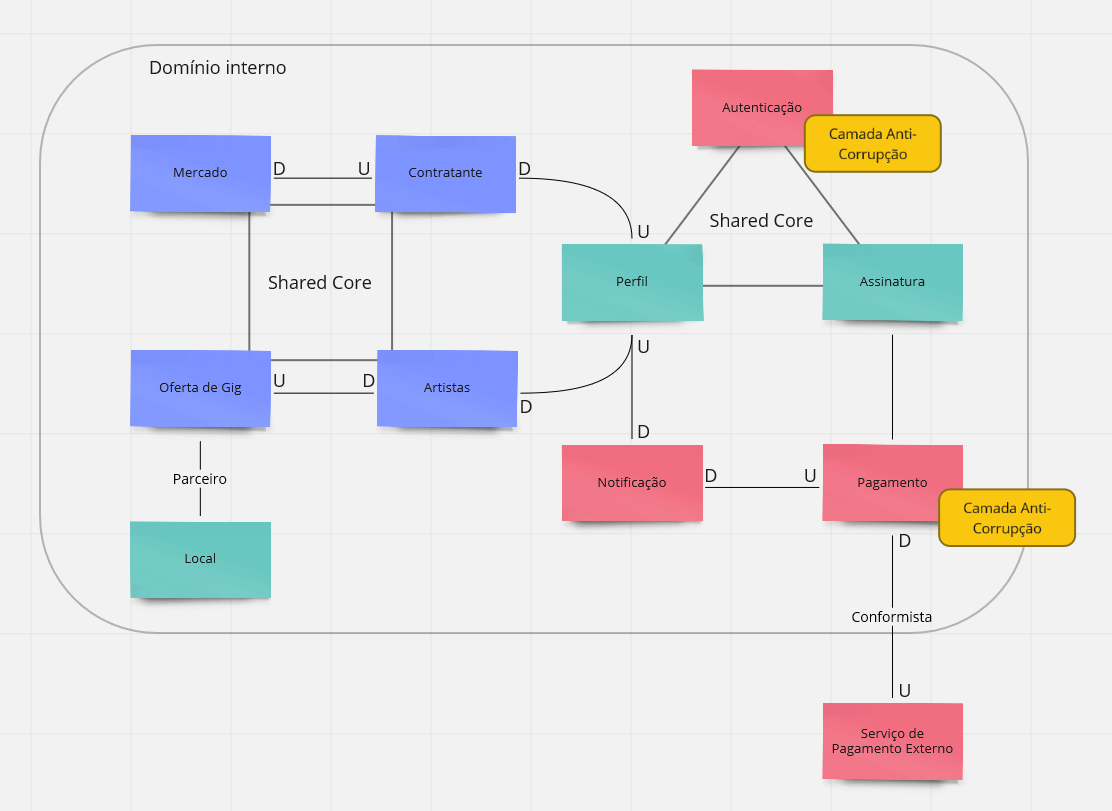 Domínio interno
Autenticação
Camada Anti-
Corrupção
Mercado
D
U
Contratante
D
U
Shared Core
Shared Core
Perfil
Assinatura
U
Oferta de Gig
U
D
Artistas
D
D
Parceiro
Notificação
D
U
Pagamento
Camada Anti-
Corrupção
Local
D
Conformista
U
Serviço de
Pagamento Externo